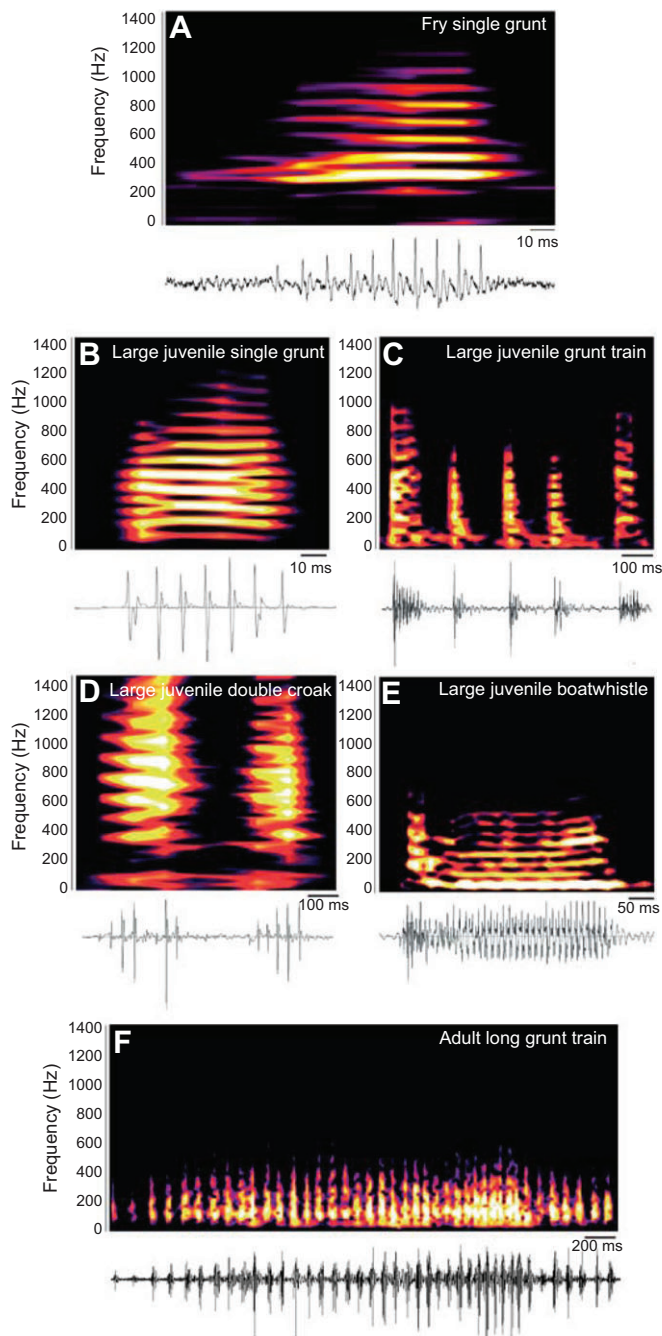 A
Fry single grunt
Frequency (Hz)
1400
1200
1000
800
600
400
200
0
10 ms
B
Large juvenile single grunt
Frequency (Hz)
1400
1200
1000
800
600
400
200
0
10 ms
C
Large juvenile grunt train
1400
1200
1000
800
600
400
200
0
100 ms
D
Large juvenile double croak
Frequency (Hz)
1400
1200
1000
800
600
400
200
0
100 ms
E
Large juvenile boatwhistle
1400
1200
1000
800
600
400
200
0
50 ms
F
Adult long grunt train
Frequency (Hz)
1400
1200
1000
800
600
400
200
0
200 ms